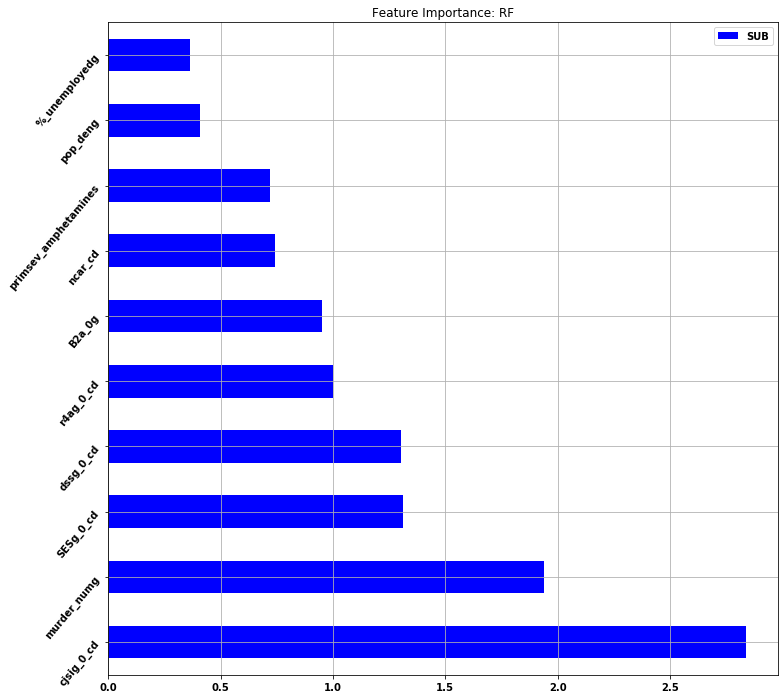 Feature Importance: RF
SUB
%_unemployedg
pop_deng
primsev_amphetamines
ncar_cd
B2a_0g
r4ag_0_cd
dssg_0_cd
SESg_0_cd
murder_numg
cjsig_0_cd
0.0 0.5 1.0 1.5 2.0 2.5